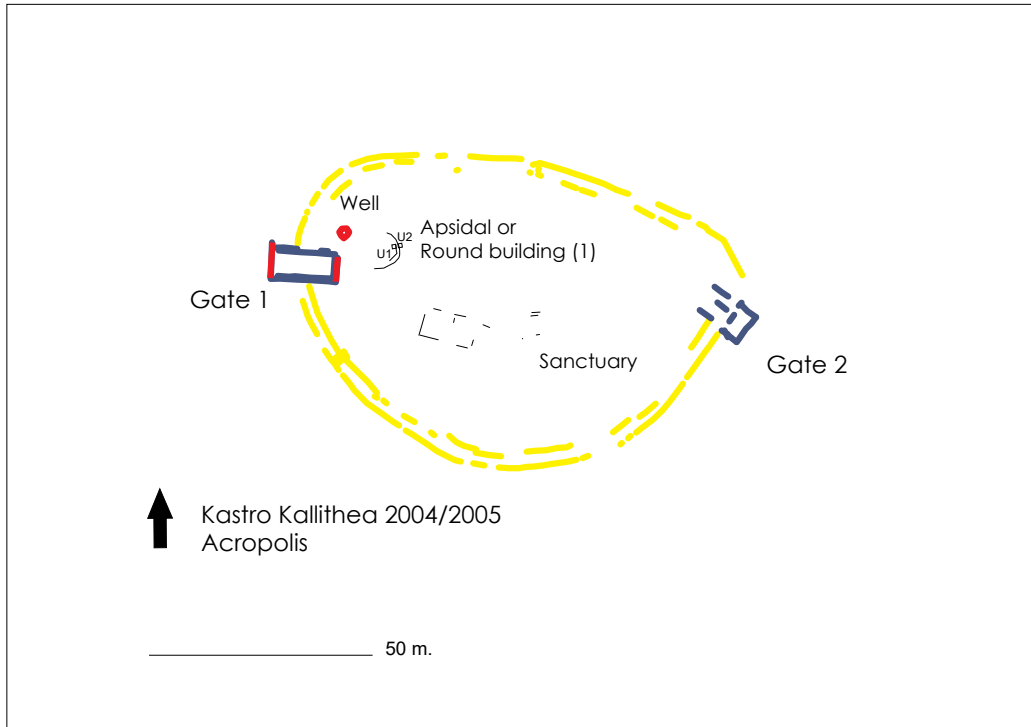 Well
U2
U1
Apsidal or
Round building (1)
Gate 1
Sanctuary
Gate 2
Kastro Kallithea 2004/2005
Acropolis
50 m.